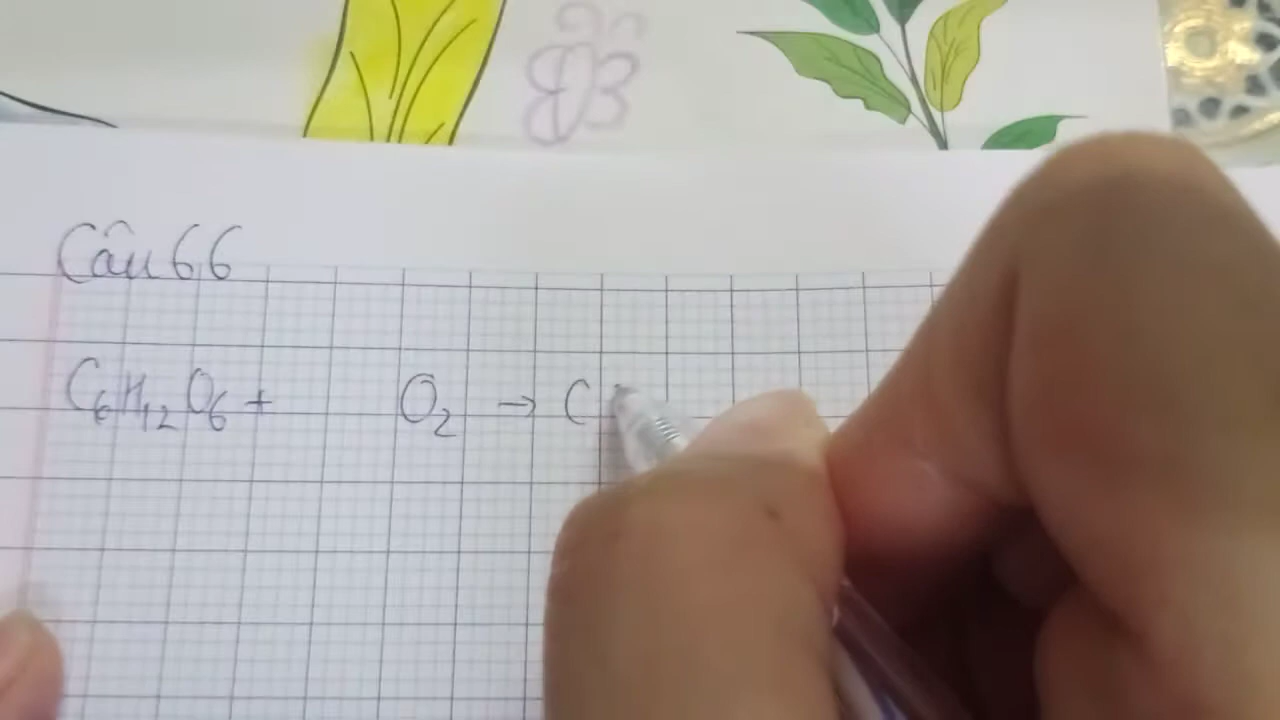 Câu 66
C₆H₁₂O₆ + O₂ → C